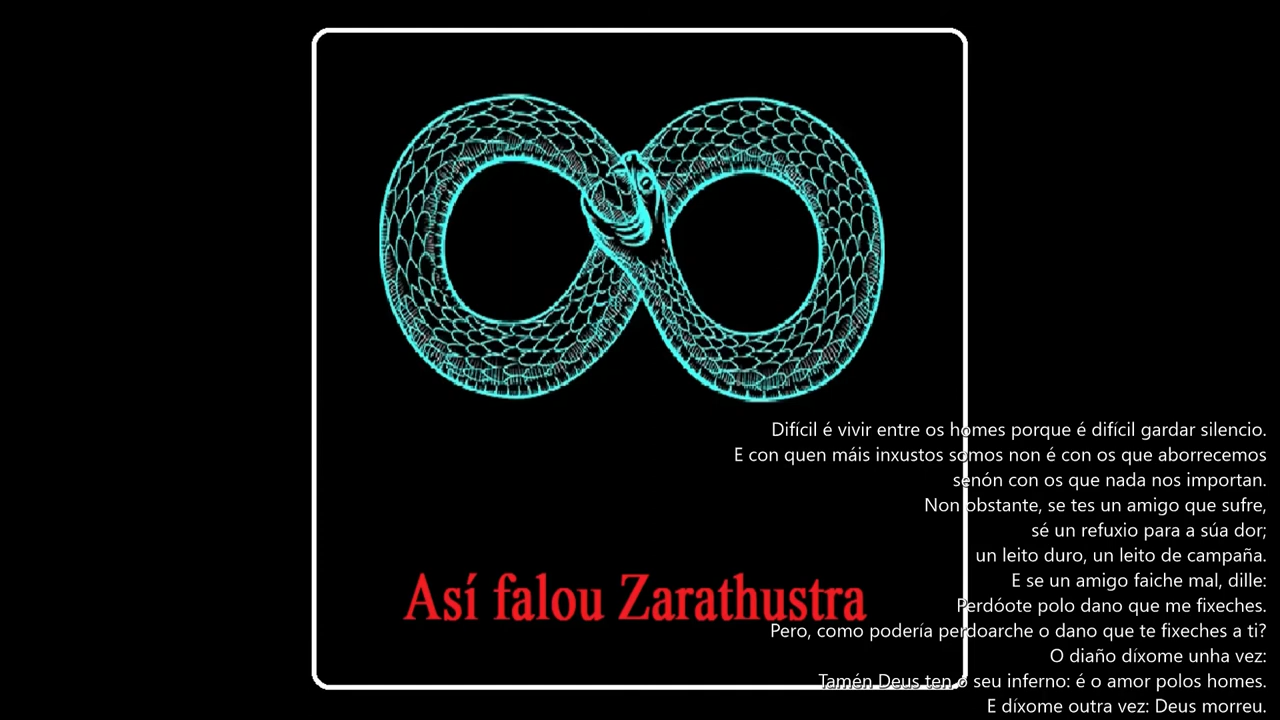 Difícil é vivir entre os homes porque é difícil gardar silencio.
E con quen máis inxustos somos non é con os que aborrecemos
senón con os que nada nos importan.
Non obstante, se tes un amigo que sufre,
sé un refuxio para a súa dor;
un leito duro, un leito de campaña.
E se un amigo faiche mal, dille:
Perdóote polo dano que me fixeches.
Pero, como podería perdoarche o dano que te fixeches a ti?
O diaño díxome unha vez:
Tamén Deus ten o seu inferno: é o amor polos homes.
E díxome outra vez: Deus morreu.
Así falou Zarathustra